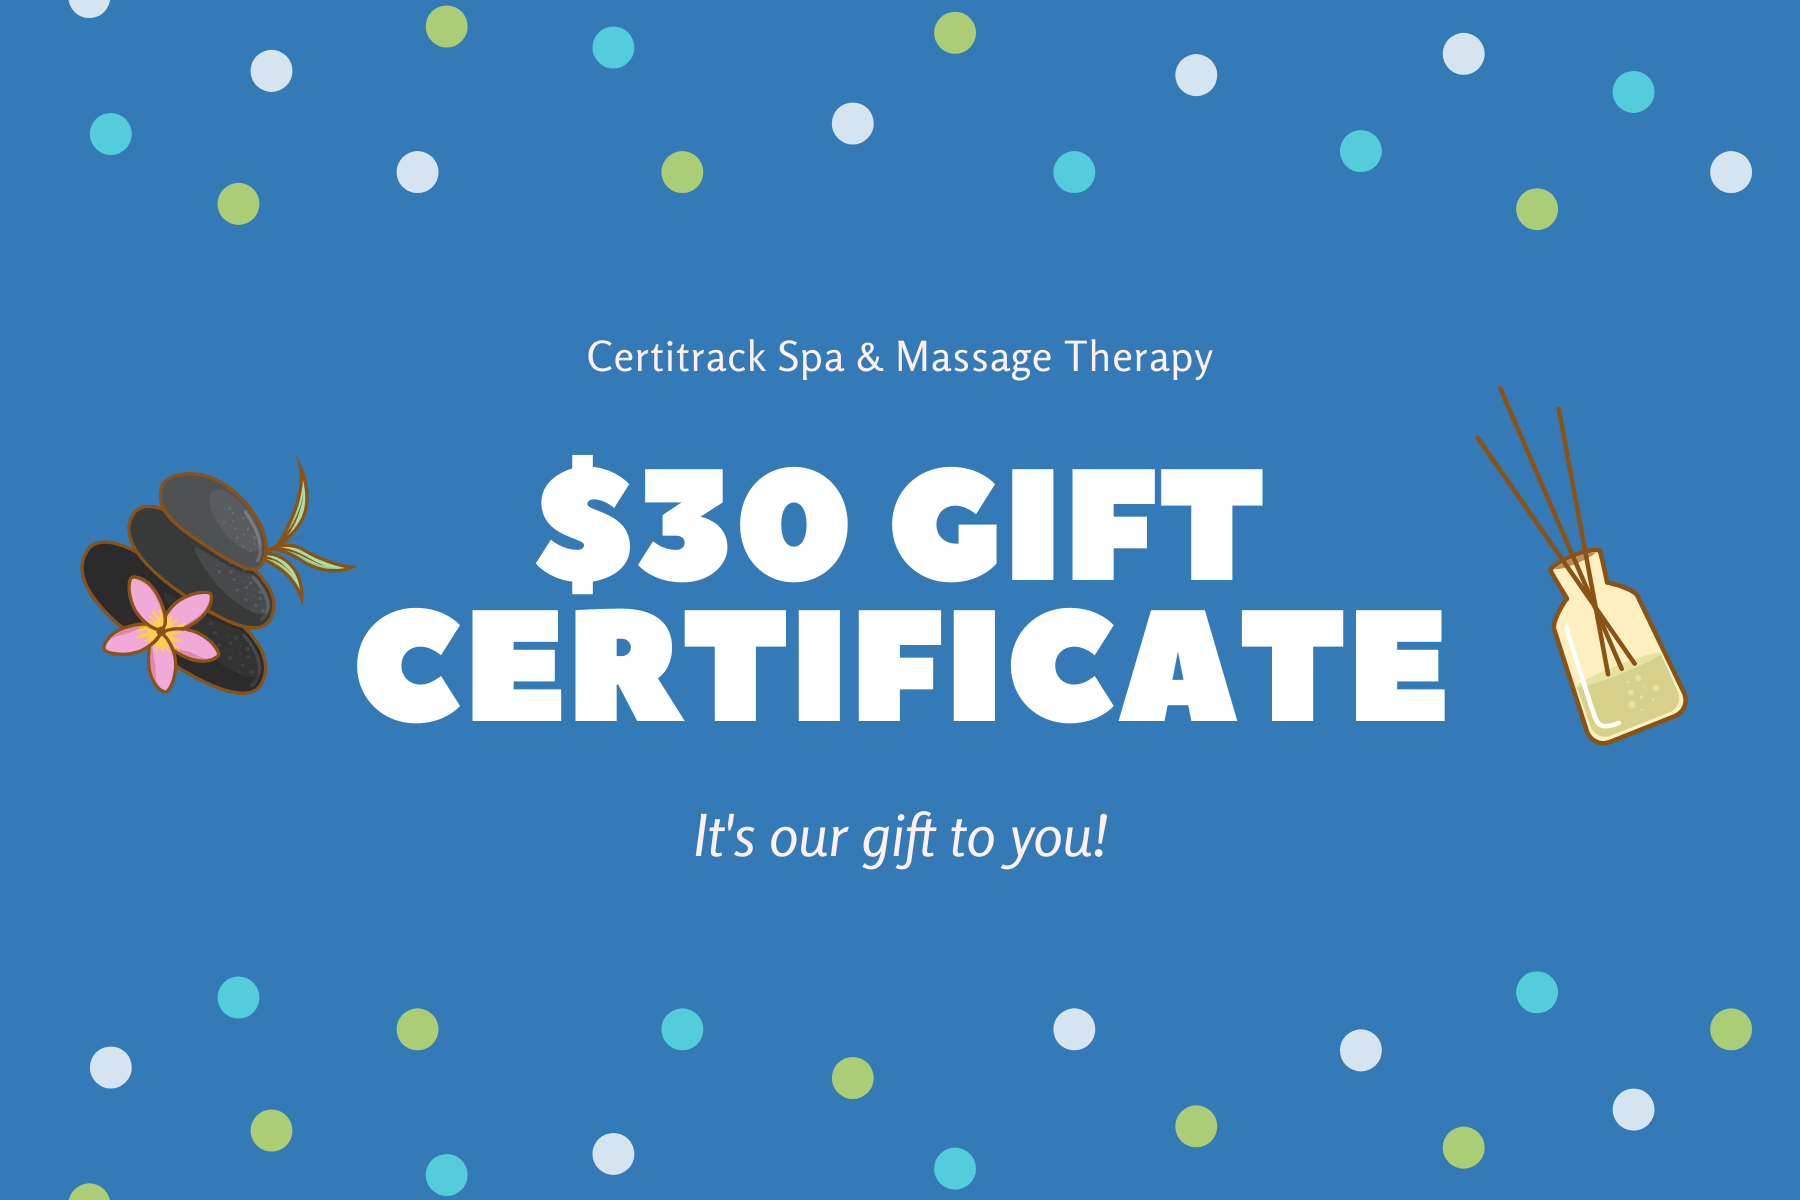 Certitrack Spa & Massage Therapy
$30 GIFT
CERTIFICATE
It's our gift to you!